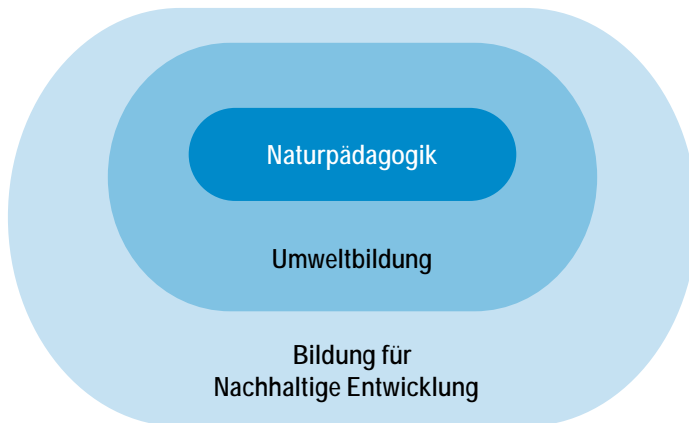 Naturpädagogik
Umweltbildung
Bildung für
Nachhaltige Entwicklung